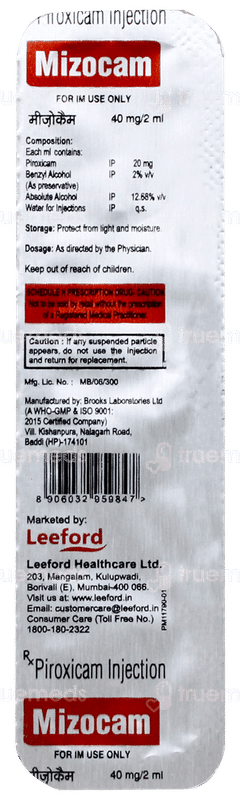 Piroxicam Injection
Mizocam
FOR IM USE ONLY
मीज़ोकैम 40 mg/2 ml
Composition:
Each ml contains:
Piroxicam IP 20 mg
Benzyl Alcohol IP 2% v/v
(As preservative)
Absolute Alcohol IP 12.68% v/v
Water for Injections IP q.s.
Storage: Protect from light and moisture.
Dosage: As directed by the Physician.
Keep out of reach of children.
SCHEDULE H PRESCRIPTION DRUG- CAUTION
Not to be sold by retail without the prescription
of a Registered Medical Practitioner.
Caution : If any suspended particle
appears, do not use the injection
and return for replacement.
Mfg. Lic. No. : MB/06/300
Manufactured by: Brooks Laboratories Ltd
(A WHO-GMP & ISO 9001:
2015 Certified Company)
Vill. Kishanpura, Nalagarh Road,
Baddi (HP)-174101
8 906032 059847 >
Marketed by:
Leeford
Leeford Healthcare Ltd.
203, Mangalam, Kulupwadi,
Borivali (E), Mumbai-400 066.
Visit us at: www.leeford.in
Email: customercare@leeford.in
Consumer Care (Toll Free No.)
1800-180-2322
PM11790-01
Rx Piroxicam Injection
Mizocam
FOR IM USE ONLY
मीज़ोकैम 40 mg/2 ml
truemeds